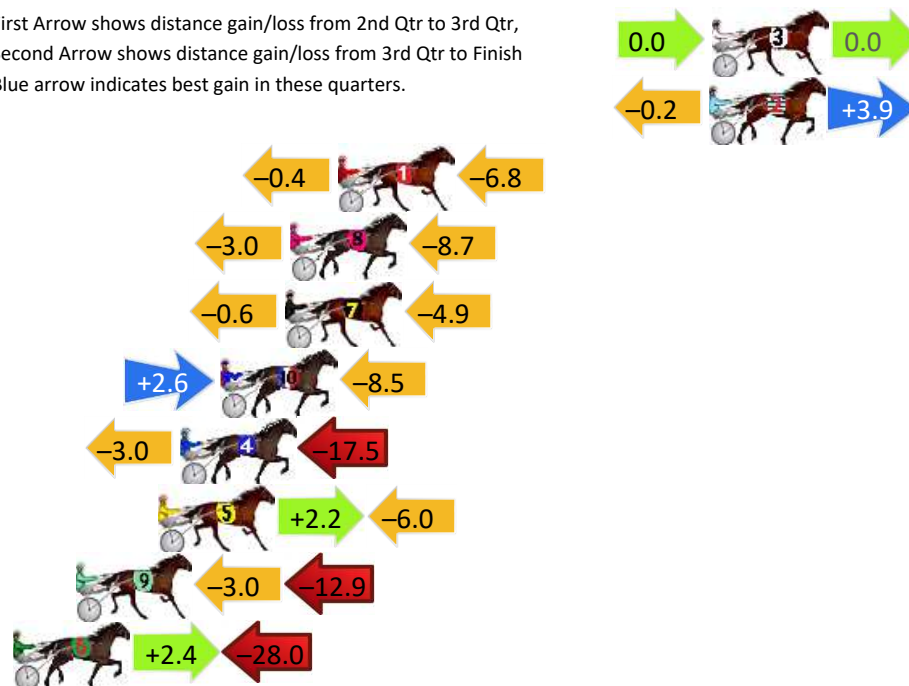 irst Arrow shows distance gain/loss from 2nd Qtr to 3rd Qtr,
econd Arrow shows distance gain/loss from 3rd Qtr to Finish
lue arrow indicates best gain in these quarters.
0.0 3 0.0
–0.2 2 +3.9
–0.4 1 –6.8
–3.0 8 –8.7
–0.6 7 –4.9
+2.6 10 –8.5
–3.0 4 –17.5
5 +2.2 –6.0
9 –3.0 –12.9
6 +2.4 –28.0